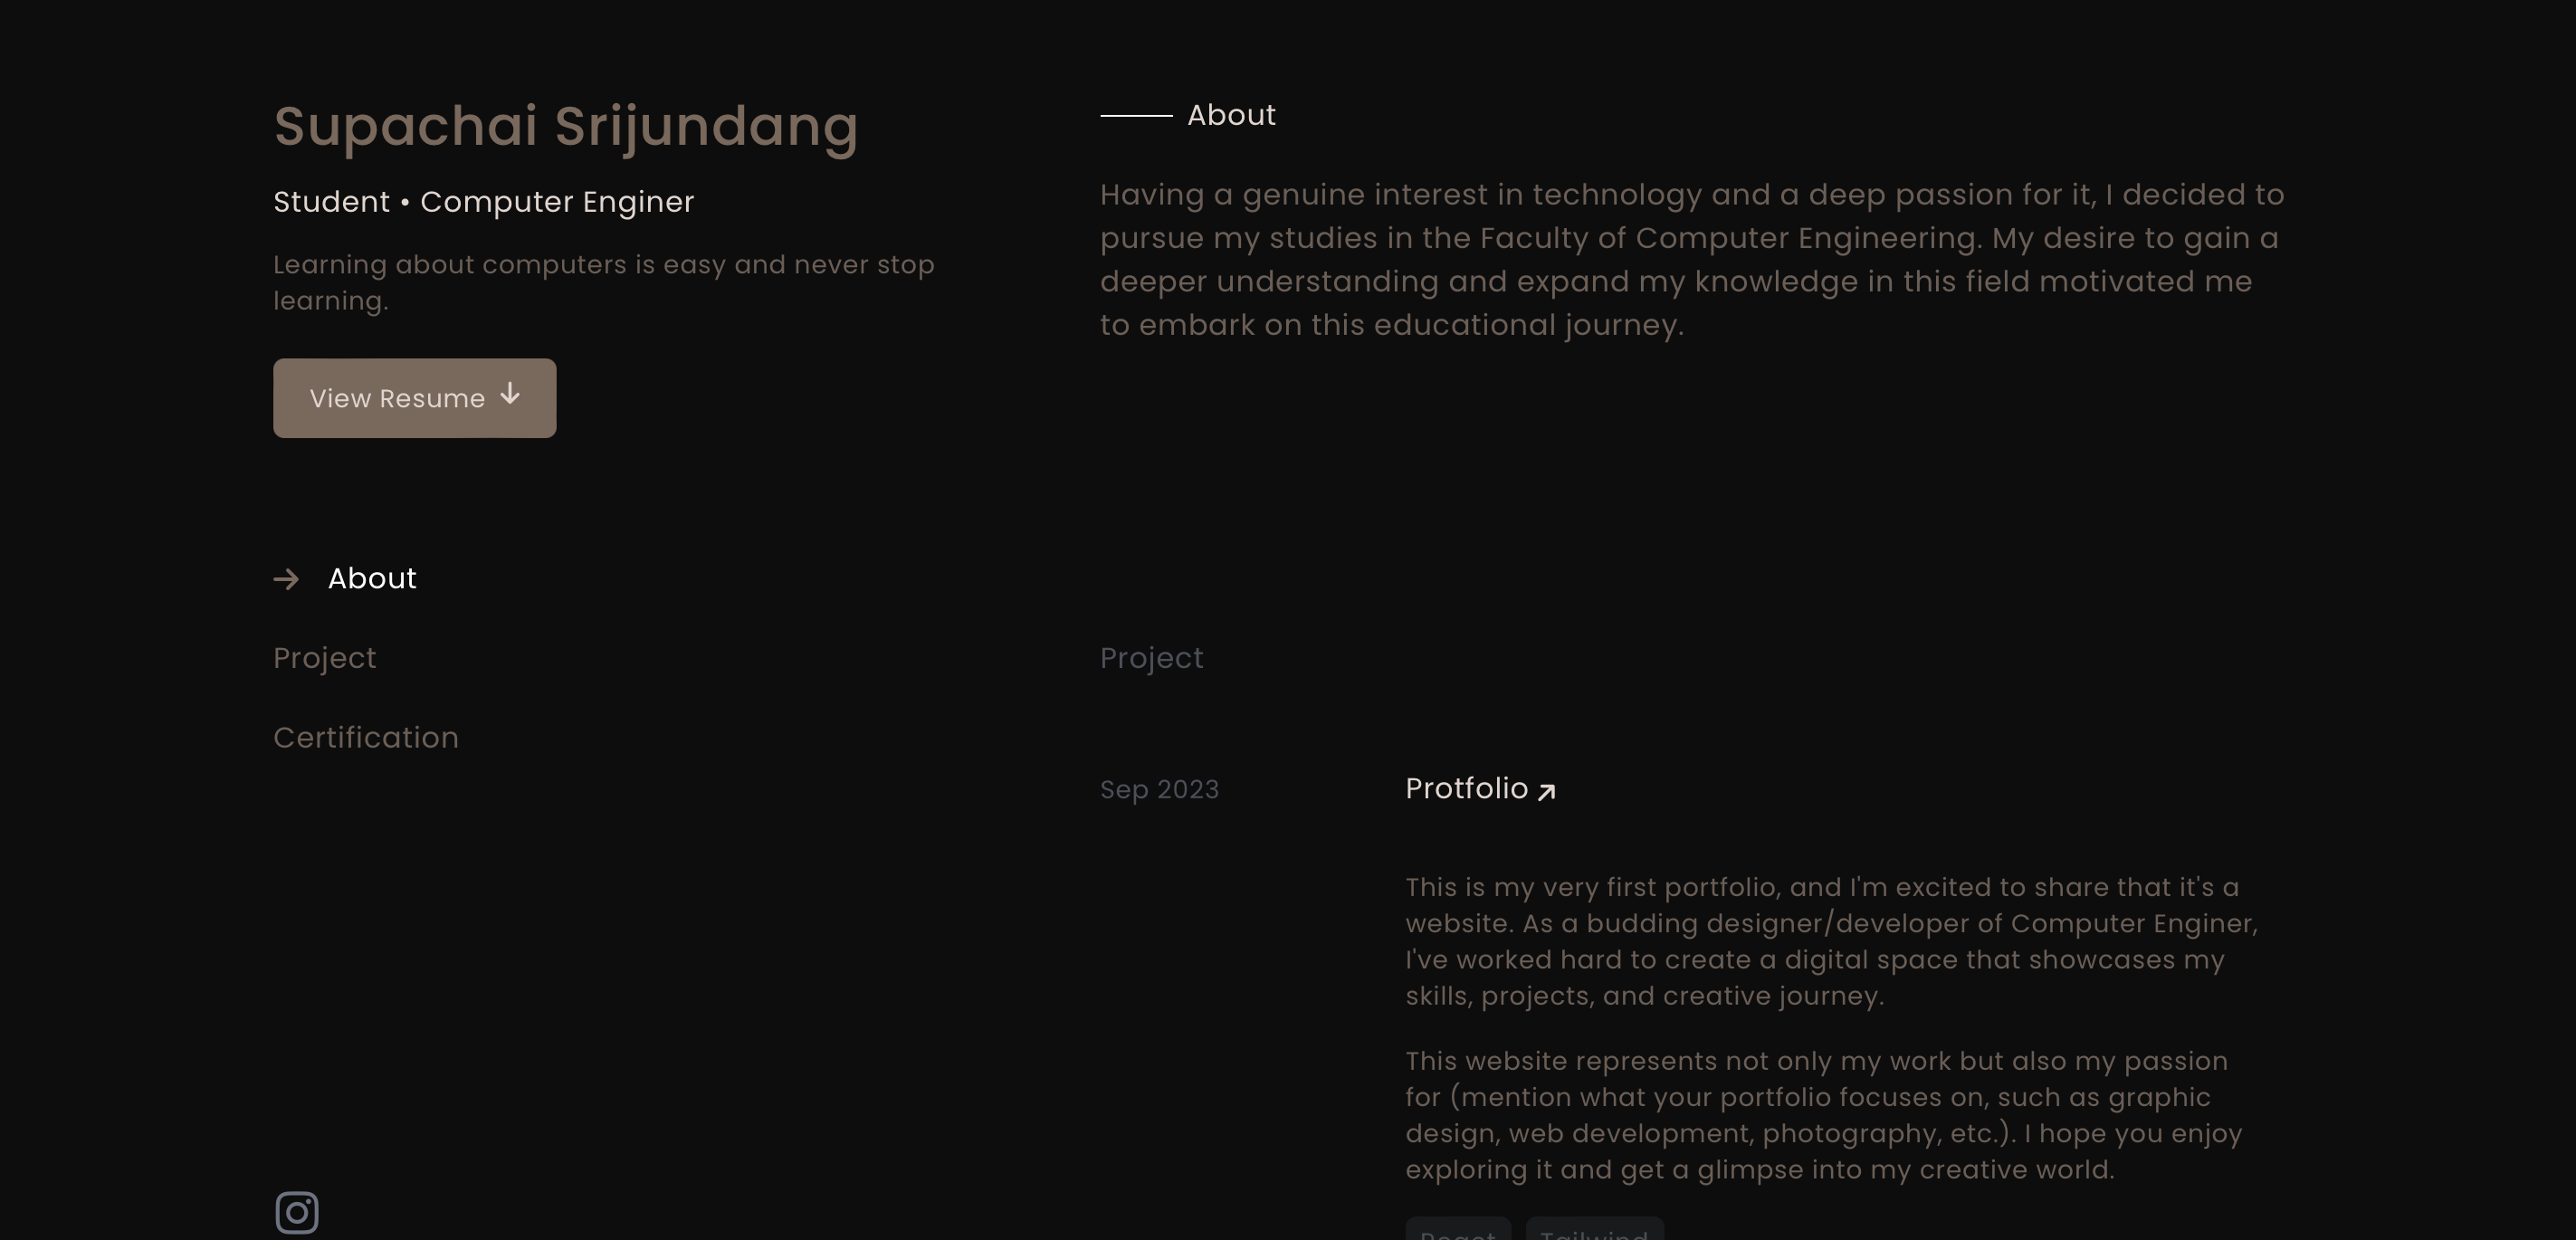 Supachai Srijundang
Student • Computer Enginer
Learning about computers is easy and never stop
learning.
View Resume
About
Project
Certification
About
Having a genuine interest in technology and a deep passion for it, I decided to
pursue my studies in the Faculty of Computer Engineering. My desire to gain a
deeper understanding and expand my knowledge in this field motivated me
to embark on this educational journey.
Project
Sep 2023
Protfolio
This is my very first portfolio, and I'm excited to share that it's a
website. As a budding designer/developer of Computer Enginer,
I've worked hard to create a digital space that showcases my
skills, projects, and creative journey.
This website represents not only my work but also my passion
for (mention what your portfolio focuses on, such as graphic
design, web development, photography, etc.). I hope you enjoy
exploring it and get a glimpse into my creative world.
React Tailwind